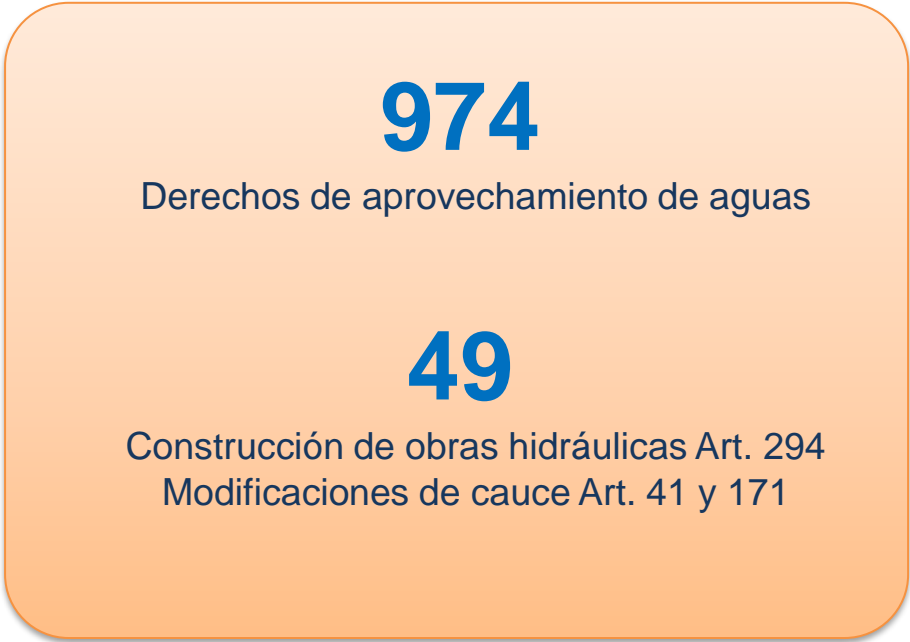 974
Derechos de aprovechamiento de aguas
49
Construcción de obras hidráulicas Art. 294
Modificaciones de cauce Art. 41 y 171